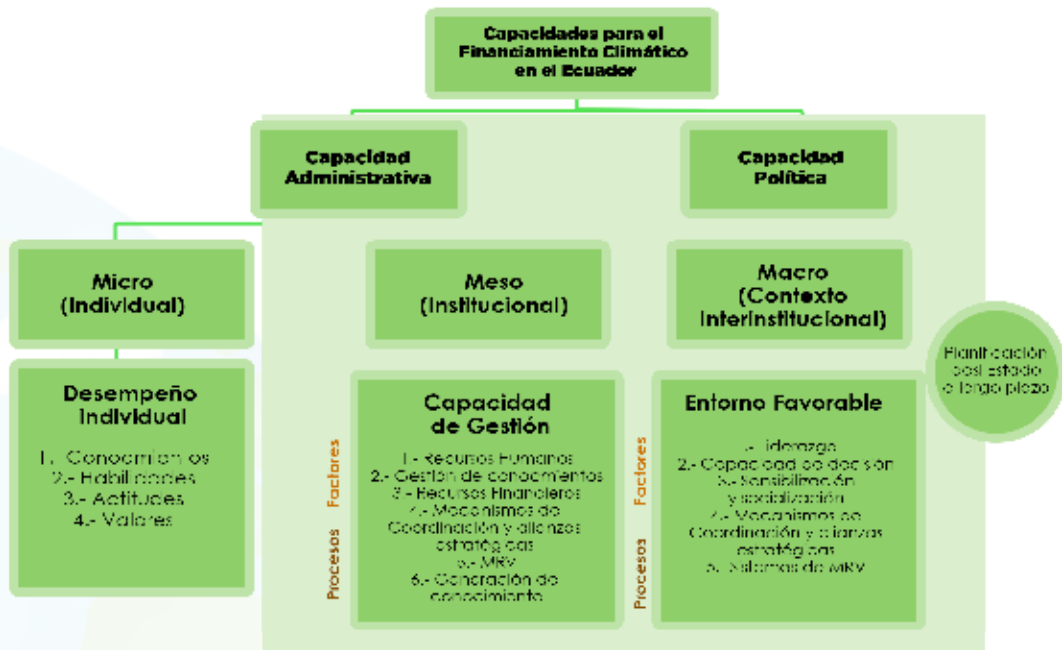 Capacidades para el
Financiamiento Climático
en el Ecuador
Capacidad
Administrativa
Capacidad
Política
Micro
(Individual)
Meso
(Institucional)
Macro
(Contexto
Interinstitucional)
Planificación
del Estado
a largo plazo
Desempeño
Individual
1.- Conocimientos
2.- Habilidades
3.- Actitudes
4.- Valores
Factores
Procesos
Capacidad
de Gestión
1.- Recursos Humanos
2.- Gestión de conocimientos
3.- Recursos Financieros
4.- Mecanismos de
Coordinación y alianzas
estratégicas
5.- MRV
6.- Generación de
conocimiento
Factores
Procesos
Entorno Favorable
1.- Liderazgo
2.- Capacidad de decisión
3.- Sensibilización
y socialización
4.- Mecanismos de
Coordinación y alianzas
estratégicas
5.- Sistemas de MRV